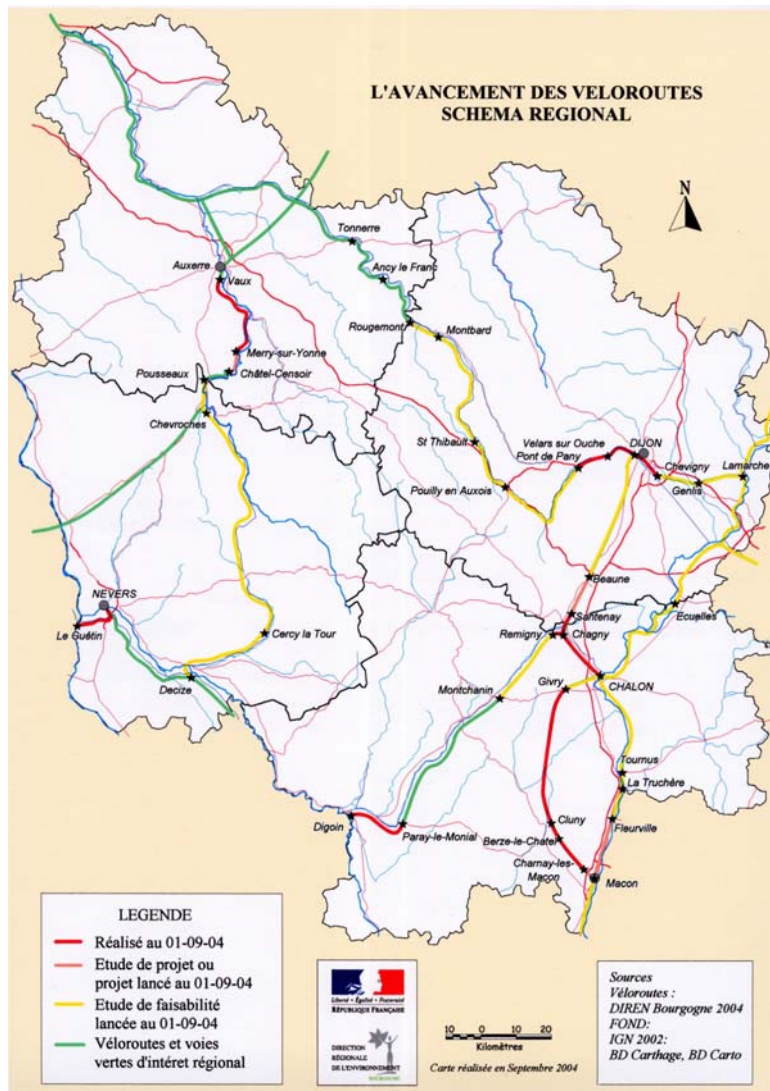 L'AVANCEMENT DES VELOROUTES
SCHEMA REGIONAL
N
Tonnerre
Auxerre
Vaux
Ancy le Franc
Rougemont
Montbard
Merry-sur-Yonne
Pousseaux
Châtel-Censoir
Chevroches
St Thibault
Velars sur Ouche
DIJON
Pont de Pany
Chevigny
Lamarche
Genlis
Pouilly en Auxois
Beaune
NEVERS
Santenay
Ecuelles
Le Guêtin
Cercy la Tour
Remigny
Chagny
Decize
Montchanin
Givry
CHALON
Tournus
La Truchère
Digoin
Paray-le-Monial
Cluny
Fleurville
Berze-le-Chatel
Charnay-les-
Macon
Macon
LEGENDE
Réalisé au 01-09-04
Etude de projet ou
projet lancé au 01-09-04
Etude de faisabilité
lancée au 01-09-04
Véloroutes et voies
vertes d'intéret régional
Liberté • Égalité • Fraternité
RÉPUBLIQUE FRANÇAISE
DIRECTION
RÉGIONALE
DE L'ENVIRONNEMENT
BOURGOGNE
10 0 10 20
Kilomètres
Carte réalisée en Septembre 2004
Sources
Véloroutes :
DIREN Bourgogne 2004
FOND:
IGN 2002:
BD Carthage, BD Carto